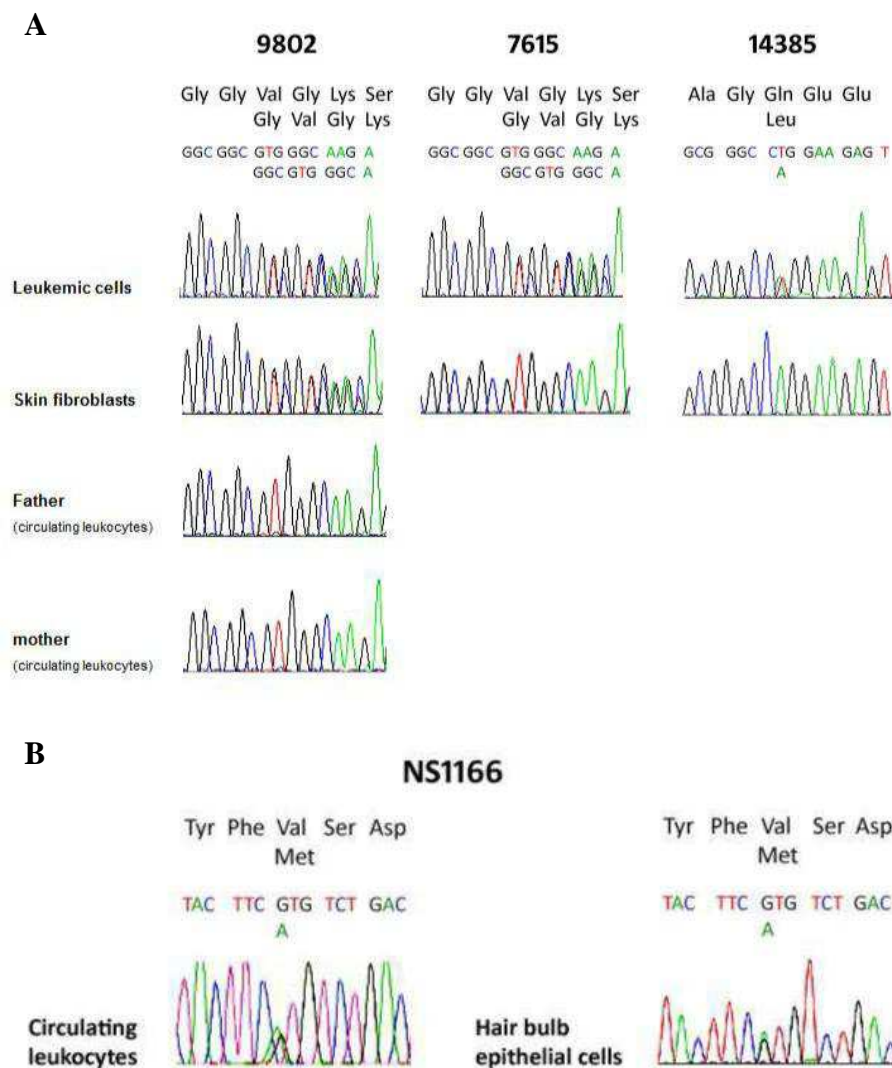 A
9802 7615 14385
Gly Gly Val Gly Lys Ser Gly Gly Val Gly Lys Ser Ala Gly Gln Glu Glu
Gly Val Gly Lys Gly Val Gly Lys Leu
GGC GGC GTG GGC AAG A GGC GGC GTG GGC AAG A GCG GGC CTG GAA GAG T
GGC GTG GGC A GGC GTG GGC A A
Leukemic cells
Skin fibroblasts
Father
(circulating leukocytes)
mother
(circulating leukocytes)
B
NS1166
Tyr Phe Val Ser Asp Tyr Phe Val Ser Asp
Met Met
TAC TTC GTG TCT GAC TAC TTC GTG TCT GAC
A A
Circulating Hair bulb
leukocytes epithelial cells